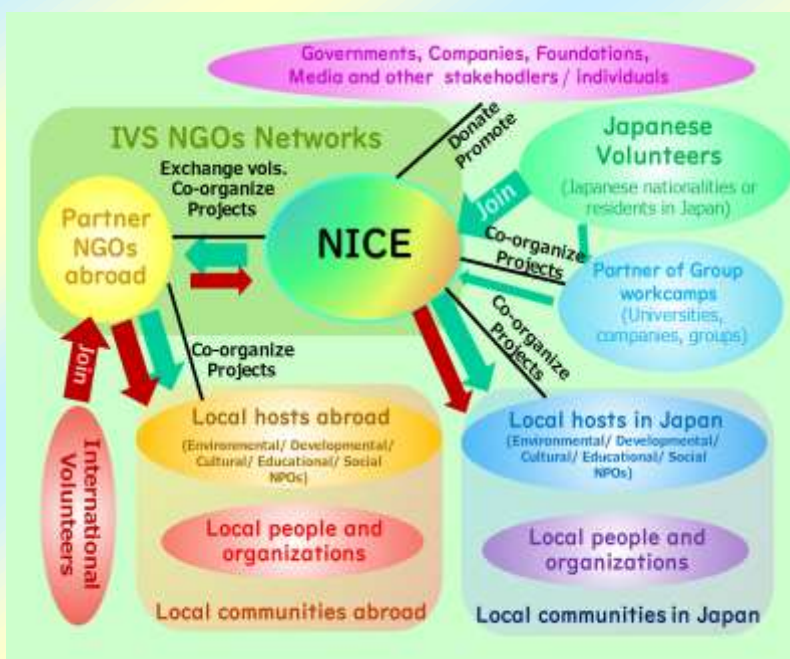 Governments, Companies, Foundations,
Media and other stakehodlers / individuals
IVS NGOs Networks
Donate
Promote
Japanese
Volunteers
(Japanese nationalities or
residents in Japan)
Exchange vols.
Co-organize
Projects
Partner
NGOs
abroad
NICE
Join
Co-organize
Projects
Partner of Group
workcamps
(Universities,
companies, groups)
Co-organize
Projects
Join
Co-organize
Projects
International
Volunteers
Local hosts abroad
(Environmental/ Developmental/
Cultural/ Educational/ Social
NPOs)
Local people and
organizations
Local communities abroad
Local hosts in Japan
(Environmental/ Developmental/
Cultural/ Educational/ Social
NPOs)
Local people and
organizations
Local communities in Japan